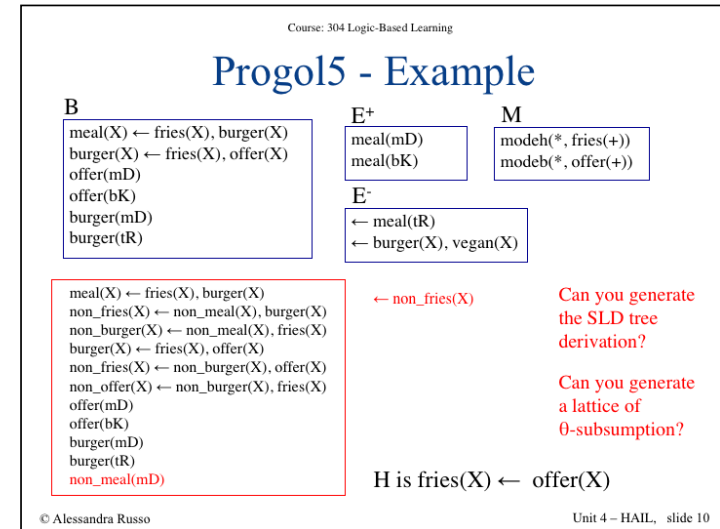 Course: 304 Logic-Based Learning
Progol5 - Example
B
meal(X) ← fries(X), burger(X)
burger(X) ← fries(X), offer(X)
offer(mD)
offer(bK)
burger(mD)
burger(tR)
E⁺
meal(mD)
meal(bK)
M
modeh(*, fries(+))
modeb(*, offer(+))
E⁻
← meal(tR)
← burger(X), vegan(X)
meal(X) ← fries(X), burger(X)
non_fries(X) ← non_meal(X), burger(X)
non_burger(X) ← non_meal(X), fries(X)
burger(X) ← fries(X), offer(X)
non_fries(X) ← non_burger(X), offer(X)
non_offer(X) ← non_burger(X), fries(X)
offer(mD)
offer(bK)
burger(mD)
burger(tR)
non_meal(mD)
← non_fries(X)
Can you generate
the SLD tree
derivation?
Can you generate
a lattice of
θ-subsumption?
H is fries(X) ← offer(X)
© Alessandra Russo
Unit 4 – HAIL, slide 10